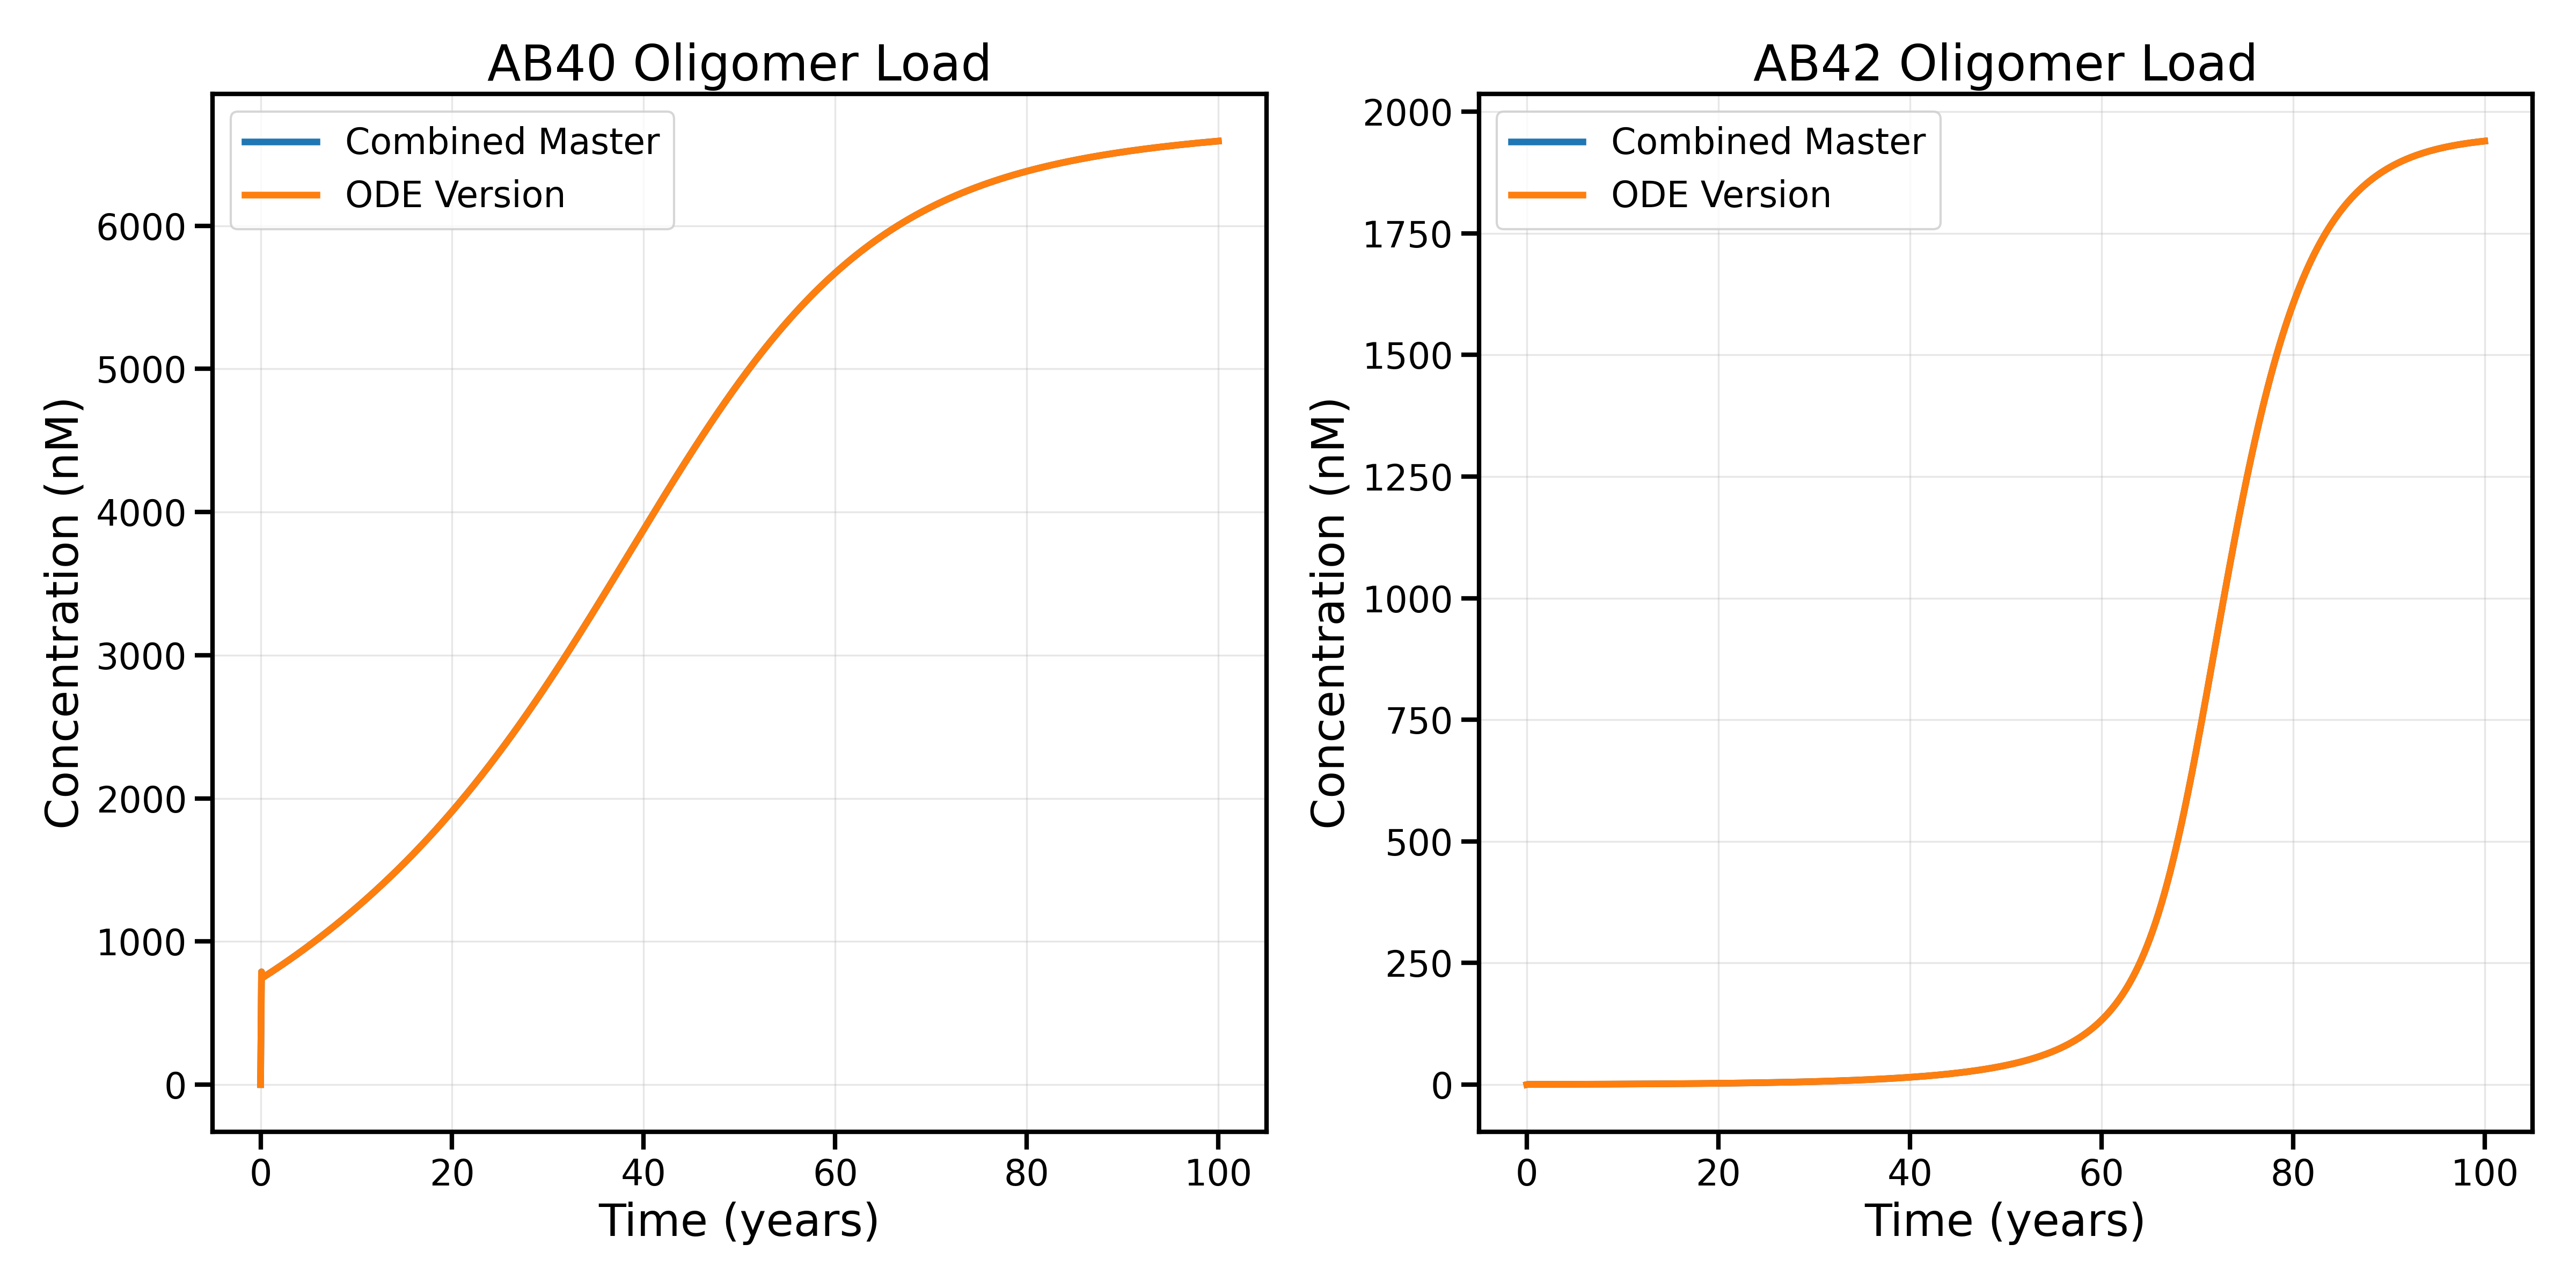 AB40 Oligomer Load
Combined Master
ODE Version
Concentration (nM)
6000
5000
4000
3000
2000
1000
0
0 20 40 60 80 100
Time (years)
AB42 Oligomer Load
Combined Master
ODE Version
Concentration (nM)
2000
1750
1500
1250
1000
750
500
250
0
0 20 40 60 80 100
Time (years)